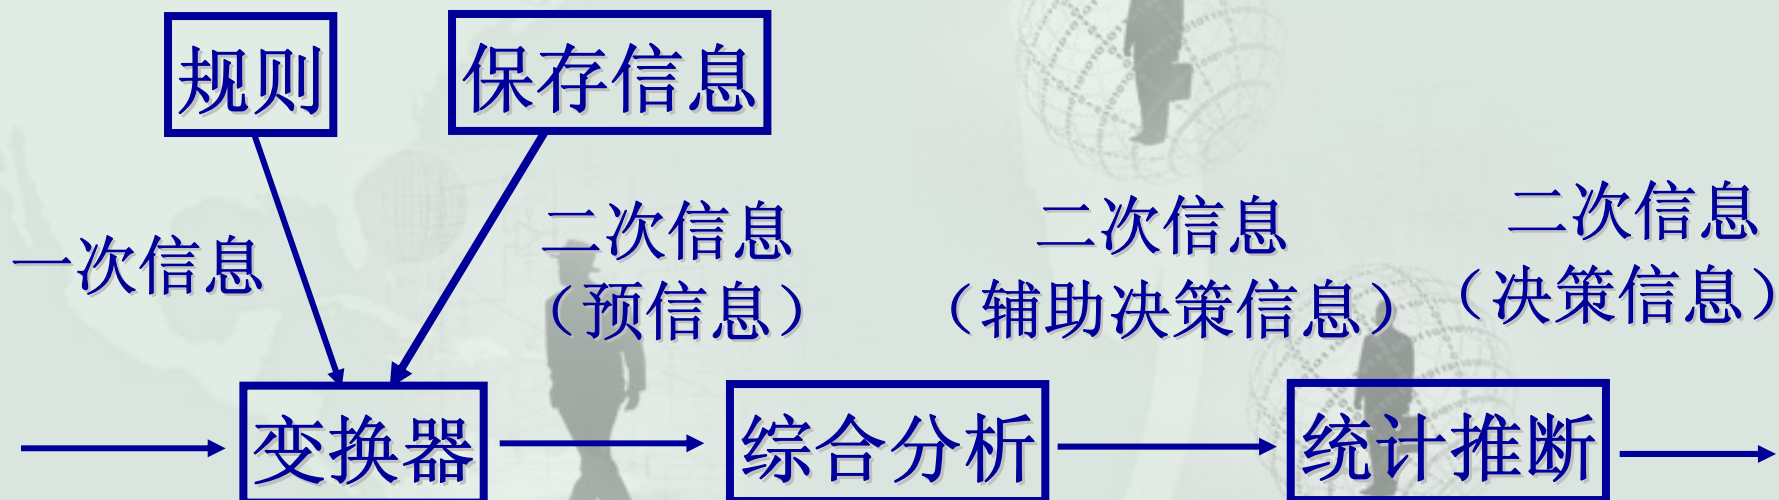 规则
保存信息
一次信息
二次信息
（预信息）
二次信息
（辅助决策信息）
二次信息
（决策信息）
变换器
综合分析
统计推断